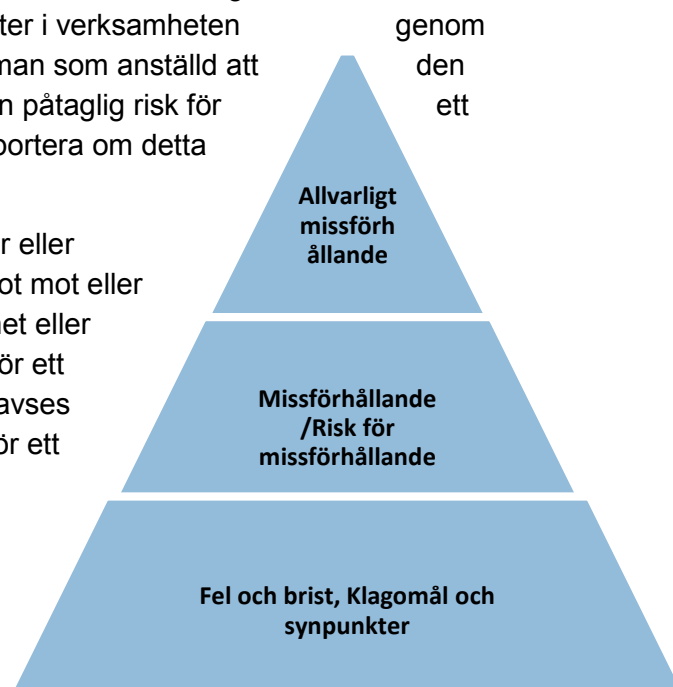 ter i verksamheten genom
man som anställd att den
n påtaglig risk för ett
portera om detta
r eller
ot mot eller
et eller
ör ett
avses
ör ett
Allvarligt
missförh
ållande
Missförhållande
/Risk för
missförhållande
Fel och brist, Klagomål och
synpunkter